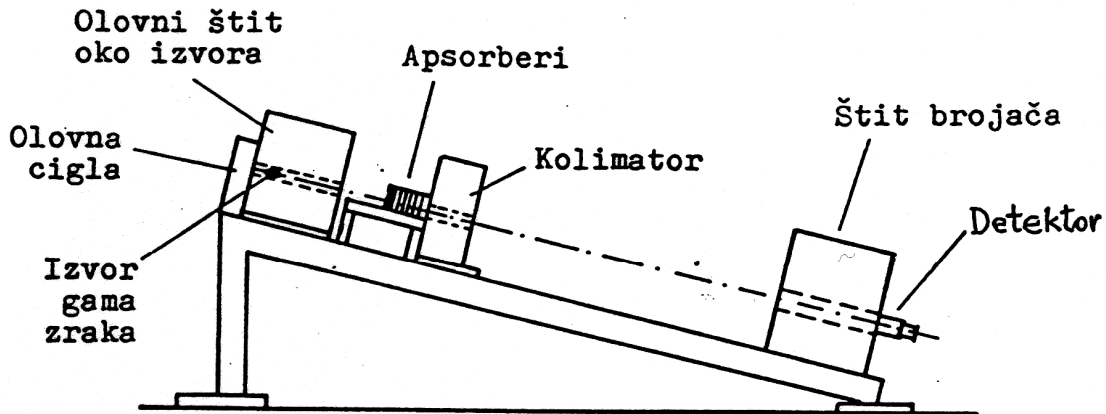 Olovni štit
oko izvora
Apsorberi
Štit brojača
Olovna
cigla
Kolimator
Detektor
Izvor
gama
zraka